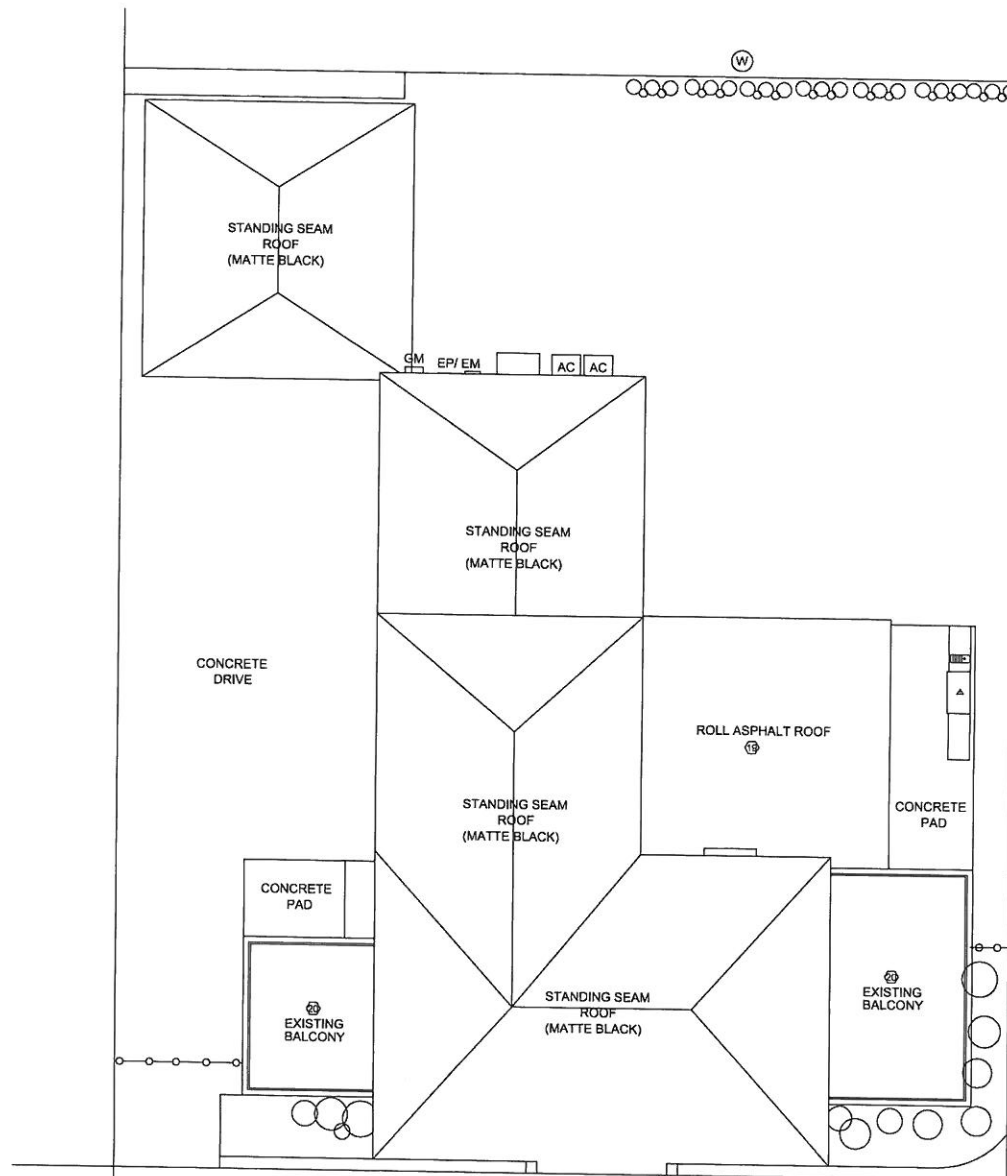 W
STANDING SEAM
ROOF
(MATTE BLACK)
GM
EP/ EM
AC
AC
STANDING SEAM
ROOF
(MATTE BLACK)
CONCRETE
DRIVE
ROLL ASPHALT ROOF
19
STANDING SEAM
ROOF
(MATTE BLACK)
CONCRETE
PAD
CONCRETE
PAD
20
EXISTING
BALCONY
STANDING SEAM
ROOF
(MATTE BLACK)
20
EXISTING
BALCONY